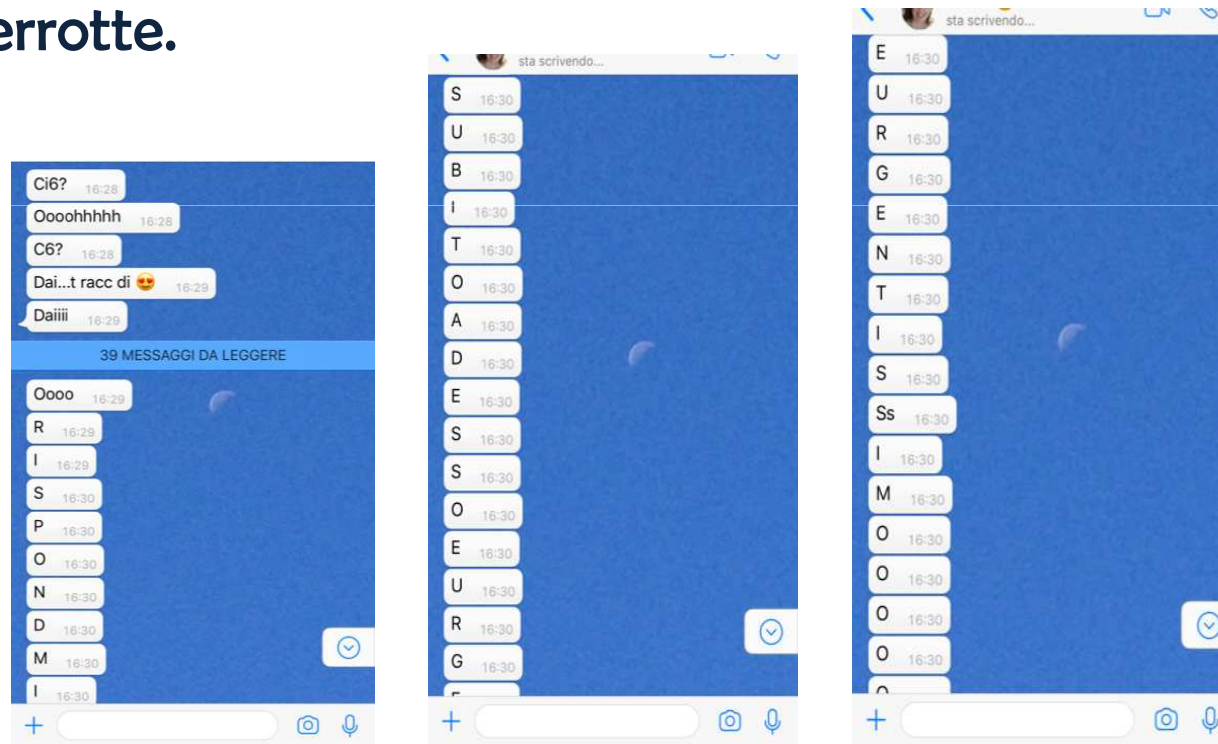 errotte.
Ci6? 16:28
Oooohhhhh 16:28
C6? 16:28
Dai...t racc di 😍 16:29
Daiiii 16:29
39 MESSAGGI DA LEGGERE
Oooo 16:29
R 16:29
I 16:29
S 16:30
P 16:30
O 16:30
N 16:30
D 16:30
M 16:30
I 16:30
sta scrivendo...
S 16:30
U 16:30
B 16:30
I 16:30
T 16:30
O 16:30
A 16:30
D 16:30
E 16:30
S 16:30
S 16:30
O 16:30
E 16:30
U 16:30
R 16:30
G 16:30
sta scrivendo...
E 16:30
U 16:30
R 16:30
G 16:30
E 16:30
N 16:30
T 16:30
I 16:30
S 16:30
Ss 16:30
I 16:30
M 16:30
O 16:30
O 16:30
O 16:30
O 16:30